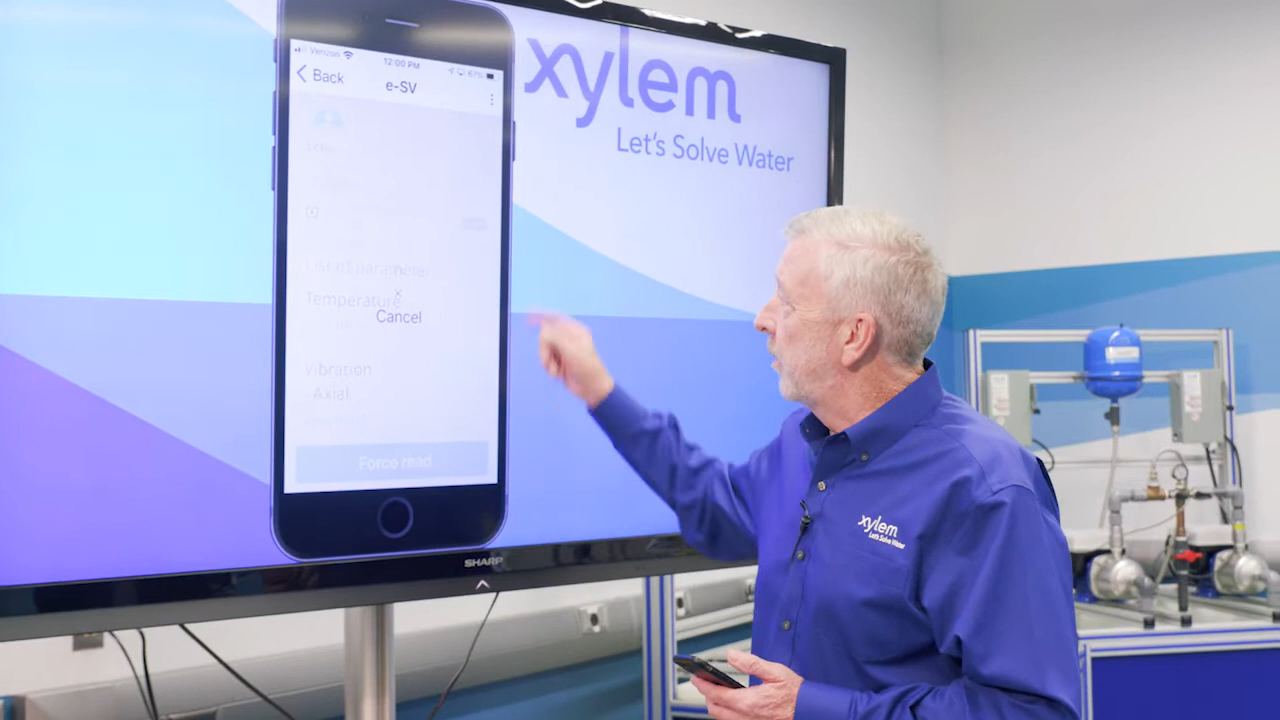 Verizon
12:00 PM
67%
Back
e-SV
List of parameter
Temperature
Cancel
Vibration
Axial
Force read
xylem
Let's Solve Water
SHARP
xylem
Let's Solve Water